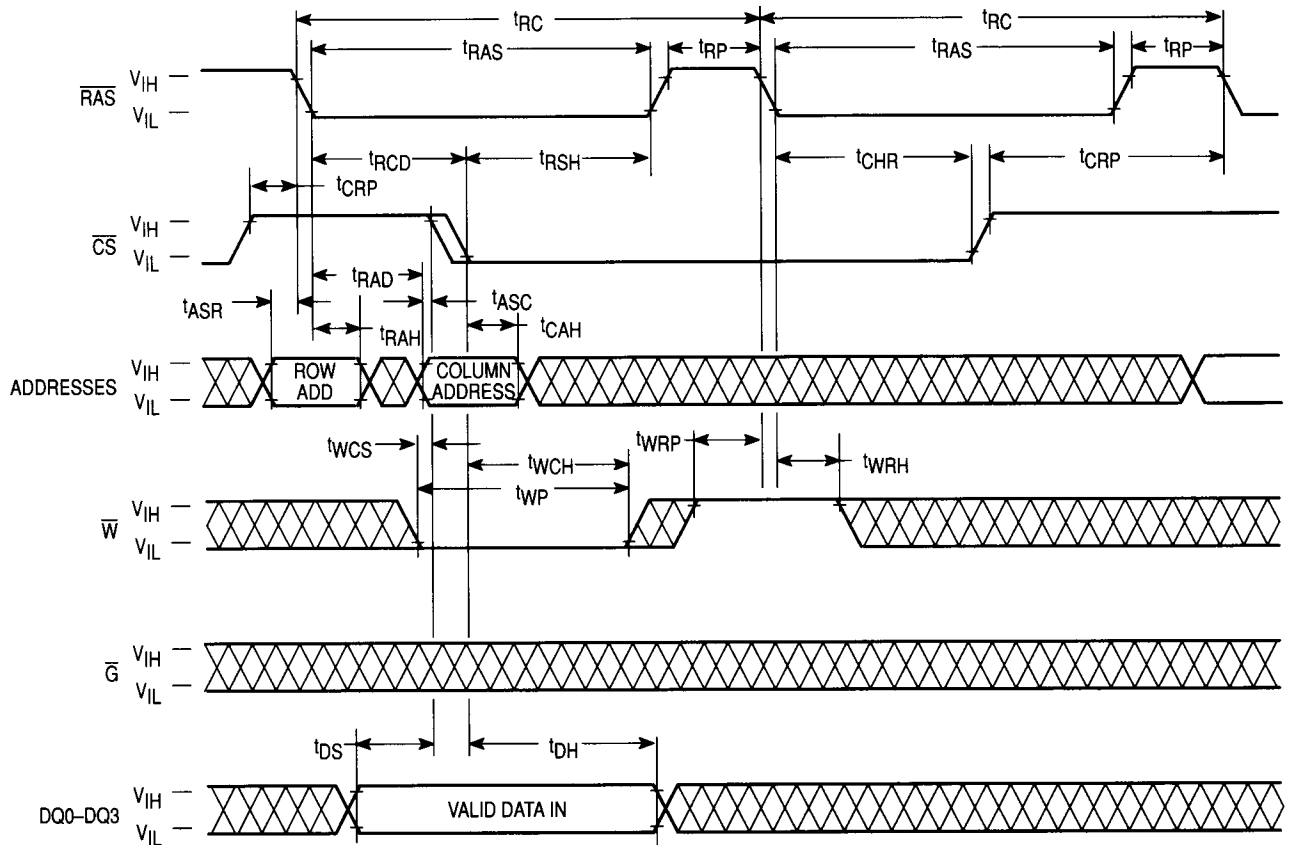 tRC tRC
tRAS tRP tRAS tRP
RAS VIH
VIL
tRCD tRSH tCHR tCRP
tCRP
CS VIH
VIL
tRAD
tASR tASC
tRAH tCAH
ADDRESSES VIH
VIL
ROW
ADD
COLUMN
ADDRESS
tWCS tWRP
tWCH tWRH
tWP
W VIH
VIL
G VIH
VIL
tDS tDH
DQ0–DQ3 VIH
VIL
VALID DATA IN